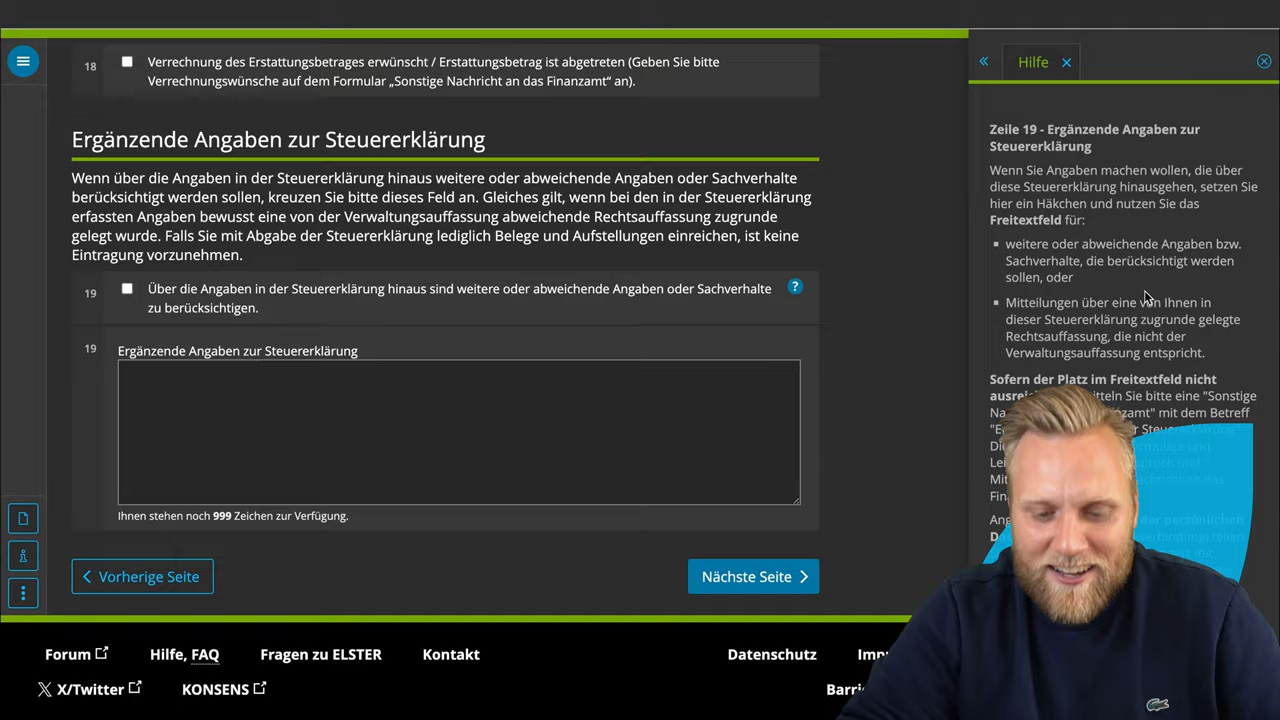 18
Verrechnung des Erstattungsbetrages erwünscht / Erstattungsbetrag ist abgetreten (Geben Sie bitte
Verrechnungswünsche auf dem Formular „Sonstige Nachricht an das Finanzamt“ an).
Ergänzende Angaben zur Steuererklärung
Wenn über die Angaben in der Steuererklärung hinaus weitere oder abweichende Angaben oder Sachverhalte
berücksichtigt werden sollen, kreuzen Sie bitte dieses Feld an. Gleiches gilt, wenn bei den in der Steuererklärung
erfassten Angaben bewusst eine von der Verwaltungsauffassung abweichende Rechtsauffassung zugrunde
gelegt wurde. Falls Sie mit Abgabe der Steuererklärung lediglich Belege und Aufstellungen einreichen, ist keine
Eintragung vorzunehmen.
19
Über die Angaben in der Steuererklärung hinaus sind weitere oder abweichende Angaben oder Sachverhalte
zu berücksichtigen.
?
19
Ergänzende Angaben zur Steuererklärung
Ihnen stehen noch 999 Zeichen zur Verfügung.
Vorherige Seite
Nächste Seite
Hilfe
Zeile 19 - Ergänzende Angaben zur
Steuererklärung
Wenn Sie Angaben machen wollen, die über
diese Steuererklärung hinausgehen, setzen Sie
hier ein Häkchen und nutzen Sie das
Freitextfeld für:
weitere oder abweichende Angaben bzw.
Sachverhalte, die berücksichtigt werden
sollen, oder
Mitteilungen über eine von Ihnen in
dieser Steuererklärung zugrunde gelegte
Rechtsauffassung, die nicht der
Verwaltungsauffassung entspricht.
Sofern der Platz im Freitextfeld nicht
Sie bitte eine "Sonstige
mit dem Betreff
Forum
Hilfe, FAQ
Fragen zu ELSTER
Kontakt
Datenschutz
X/Twitter
KONSENS